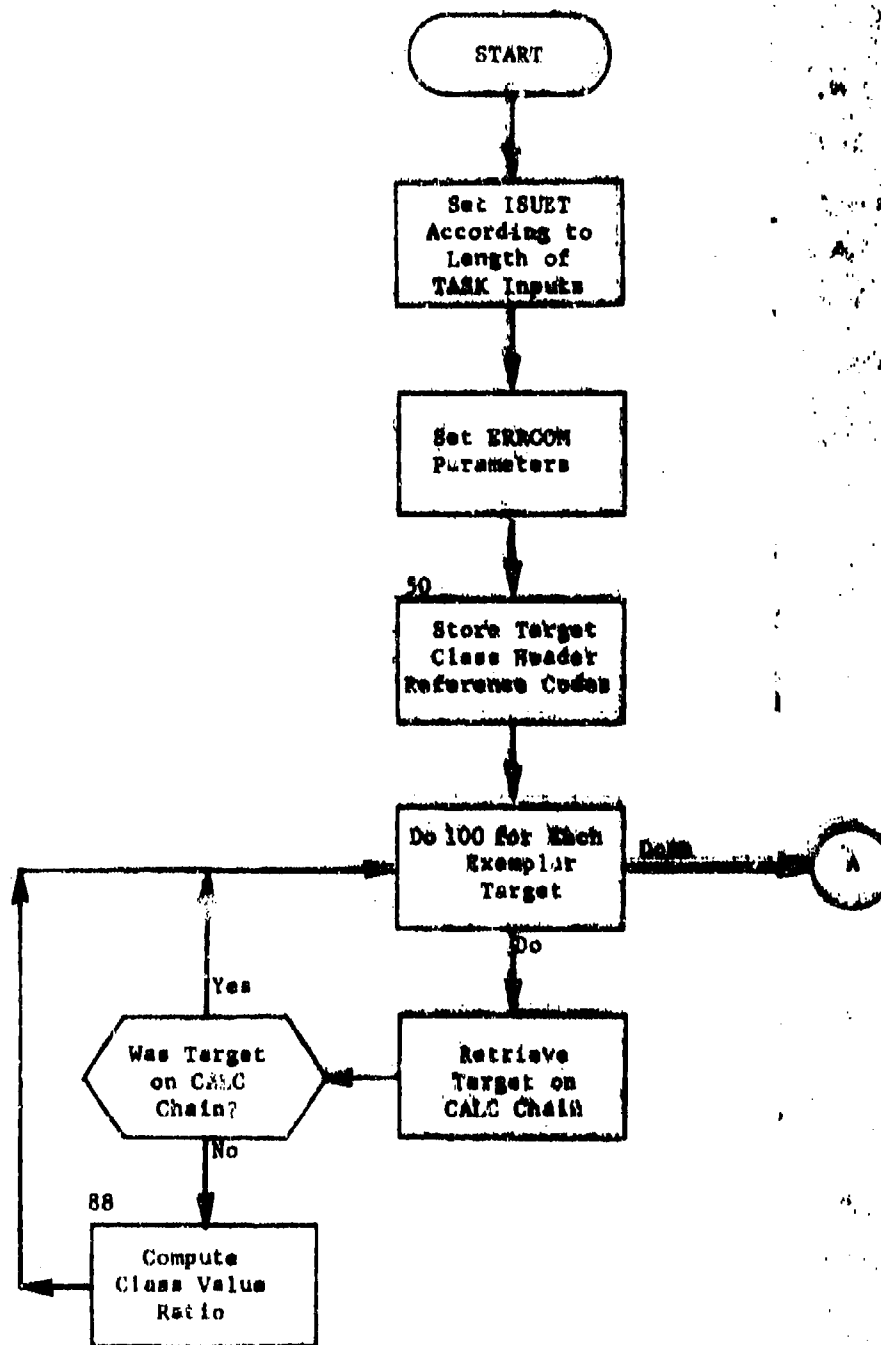 START
Set ISUET
According to
Length of
TASK Inputs
Set ERRCOM
Parameters
50
Store Target
Class Header
Reference Codes
Do 100 for Each
Exemplar
Target
Done
A
Do
Yes
Was Target
on CALC
Chain?
Retrieve
Target on
CALC Chain
No
88
Compute
Class Value
Ratio